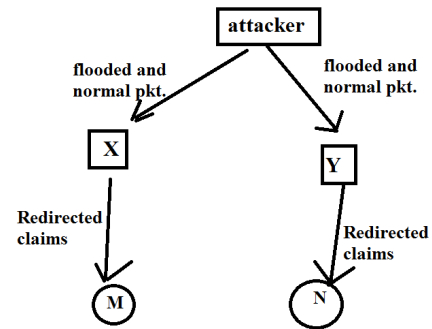 attacker
flooded and
normal pkt.
flooded and
normal pkt.
X
Y
Redirected
claims
Redirected
claims
M
N